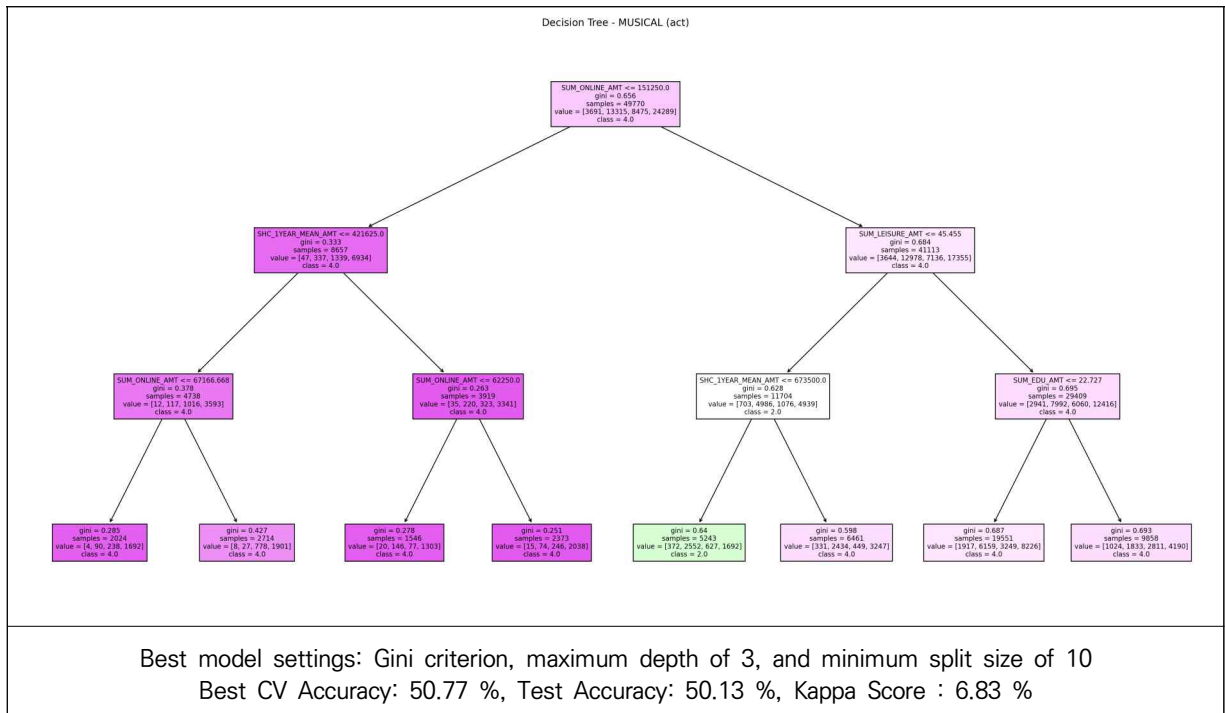 Decision Tree - MUSICAL (act)
SUM_ONLINE_AMT <= 151250.0
gini = 0.656
samples = 49770
value = [3691, 13315, 8475, 24289]
class = 4.0
SHC_1YEAR_MEAN_AMT <= 421625.0
gini = 0.333
samples = 8657
value = [47, 337, 1339, 6934]
class = 4.0
SUM_LEISURE_AMT <= 45.455
gini = 0.684
samples = 41113
value = [3644, 12978, 7136, 17355]
class = 4.0
SUM_ONLINE_AMT <= 67166.668
gini = 0.378
samples = 4738
value = [12, 117, 1016, 3593]
class = 4.0
SUM_ONLINE_AMT <= 62250.0
gini = 0.263
samples = 3919
value = [35, 220, 323, 3341]
class = 4.0
SHC_1YEAR_MEAN_AMT <= 673500.0
gini = 0.628
samples = 11704
value = [703, 4986, 1076, 4939]
class = 2.0
SUM_EDU_AMT <= 22.727
gini = 0.695
samples = 29409
value = [2941, 7992, 6060, 12416]
class = 4.0
gini = 0.285
samples = 2024
value = [4, 90, 238, 1692]
class = 4.0
gini = 0.427
samples = 2714
value = [8, 27, 778, 1901]
class = 4.0
gini = 0.278
samples = 1546
value = [20, 146, 77, 1303]
class = 4.0
gini = 0.251
samples = 2373
value = [15, 74, 246, 2038]
class = 4.0
gini = 0.64
samples = 5243
value = [372, 2552, 627, 1692]
class = 2.0
gini = 0.598
samples = 6461
value = [331, 2434, 449, 3247]
class = 4.0
gini = 0.687
samples = 19551
value = [1917, 6159, 3249, 8226]
class = 4.0
gini = 0.693
samples = 9858
value = [1024, 1833, 2811, 4190]
class = 4.0
Best model settings: Gini criterion, maximum depth of 3, and minimum split size of 10
Best CV Accuracy: 50.77 %, Test Accuracy: 50.13 %, Kappa Score : 6.83 %